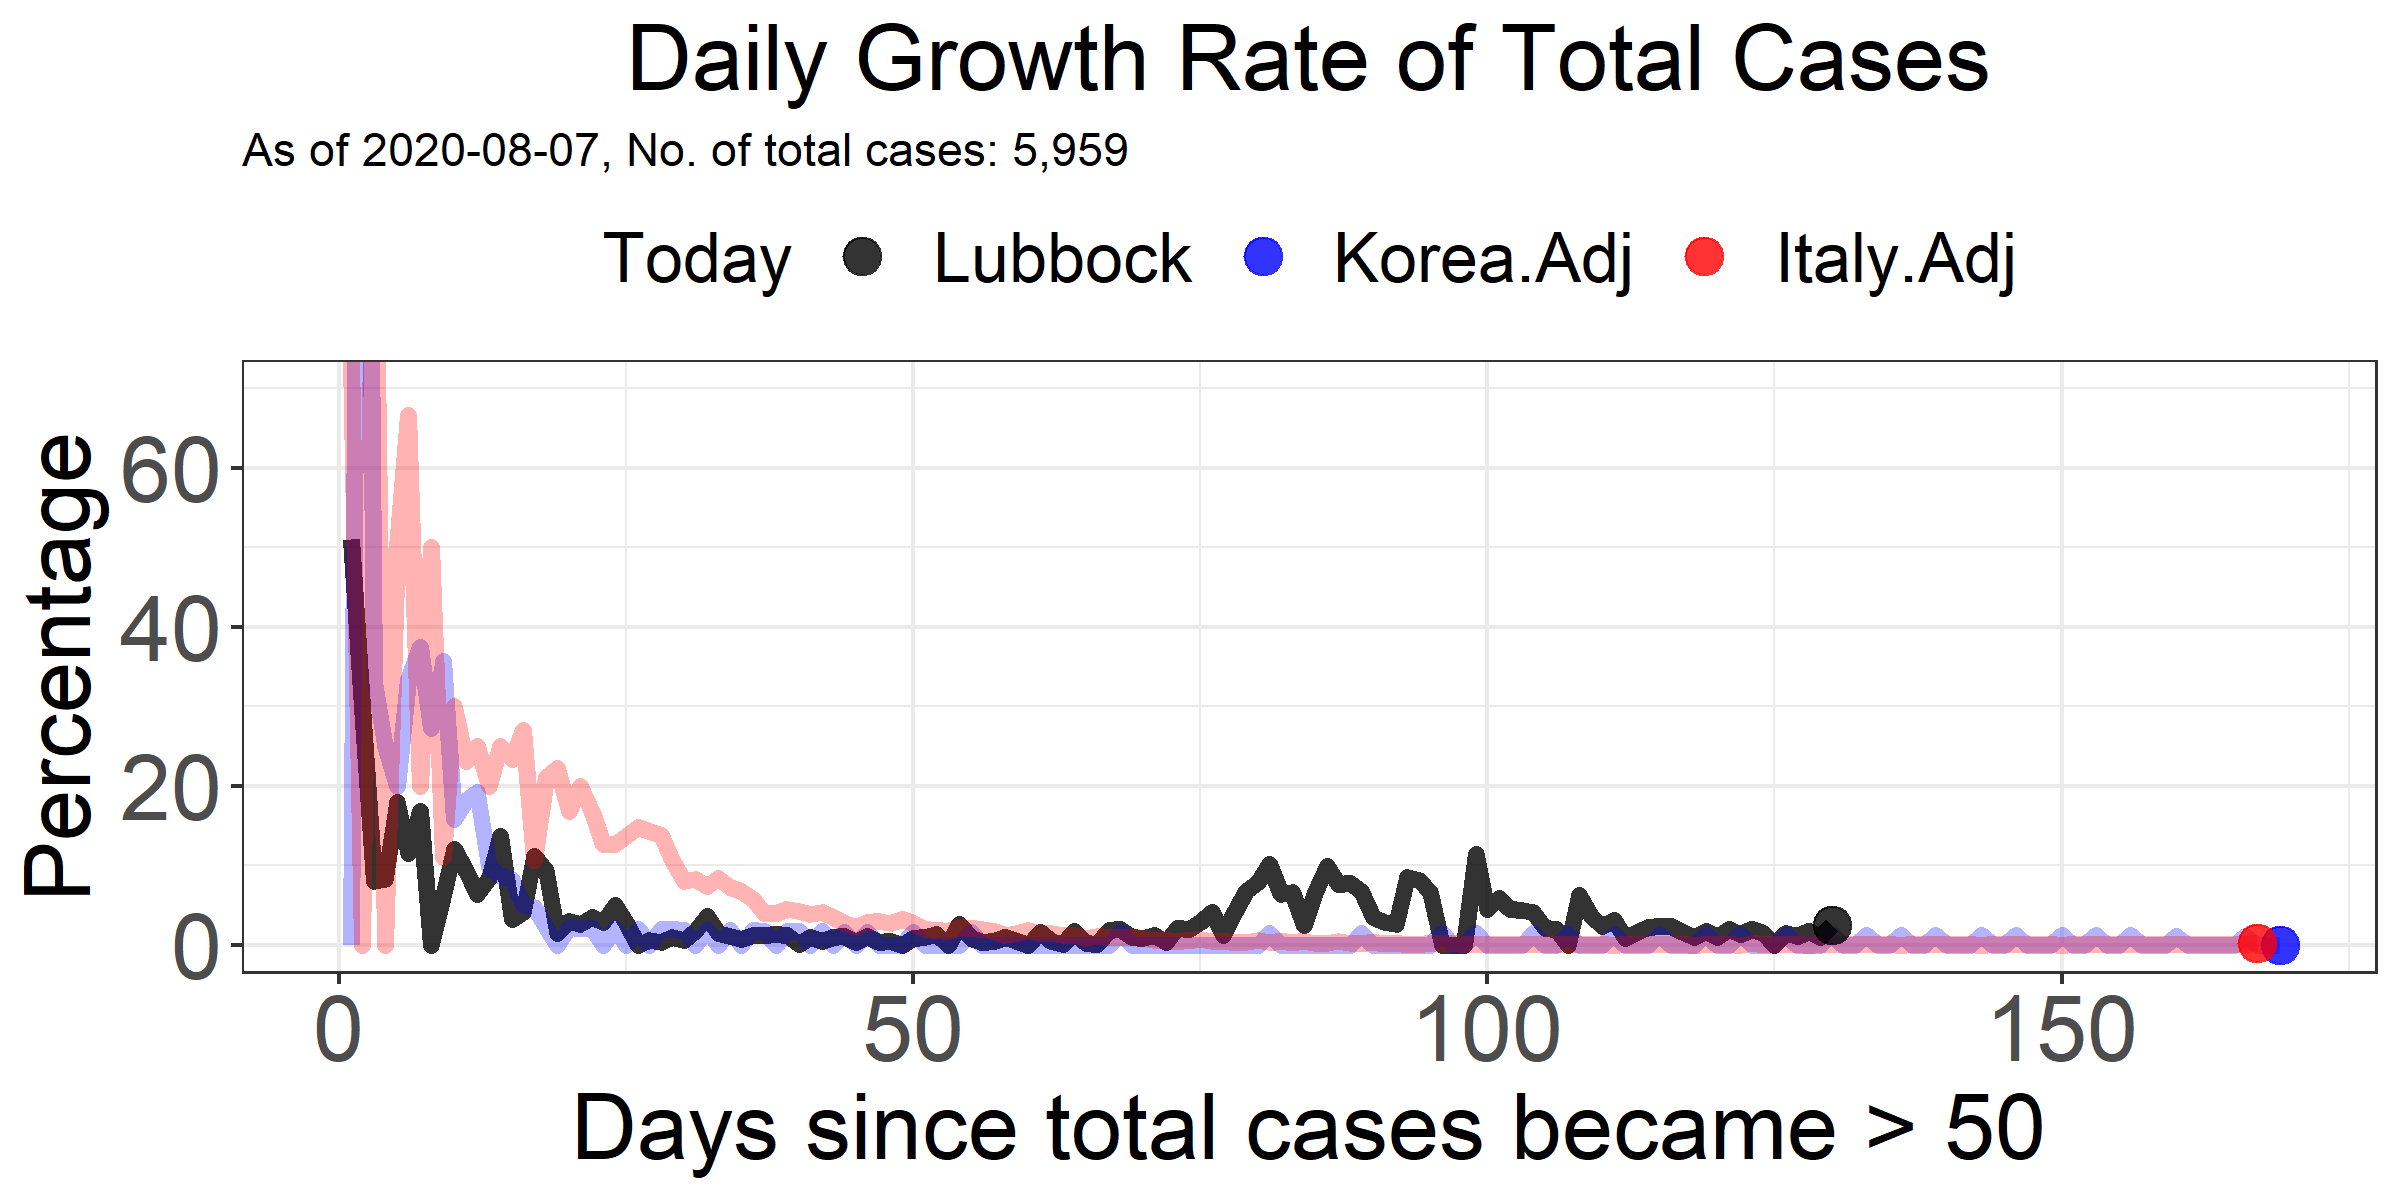 Daily Growth Rate of Total Cases
As of 2020-08-07, No. of total cases: 5,959
Today Lubbock Korea.Adj Italy.Adj
Percentage
60
40
20
0
0 50 100 150
Days since total cases became > 50